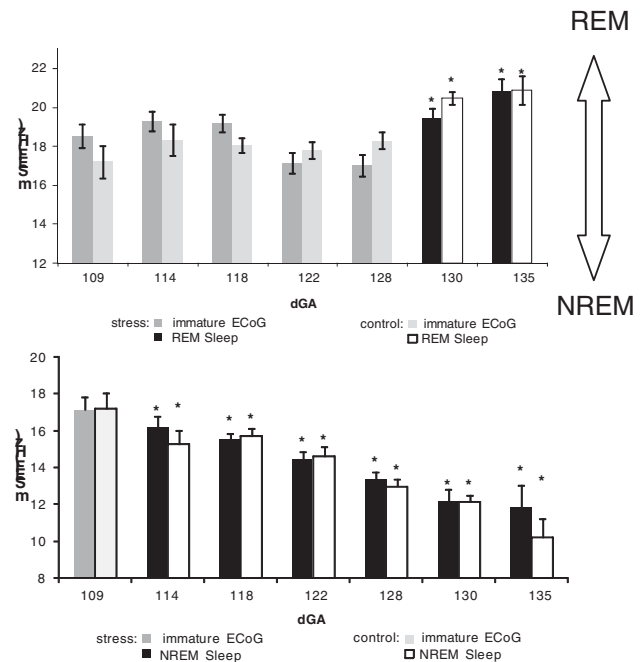 REM
22
20
18
16
14
12
* * * *
109 114 118 122 128 130 135
dGA
NREM
stress: immature ECoG control: immature ECoG
REM Sleep REM Sleep
20
18
16
14
12
10
8
* * * * * * * * * * * *
109 114 118 122 128 130 135
dGA
stress: immature ECoG control: immature ECoG
NREM Sleep NREM Sleep